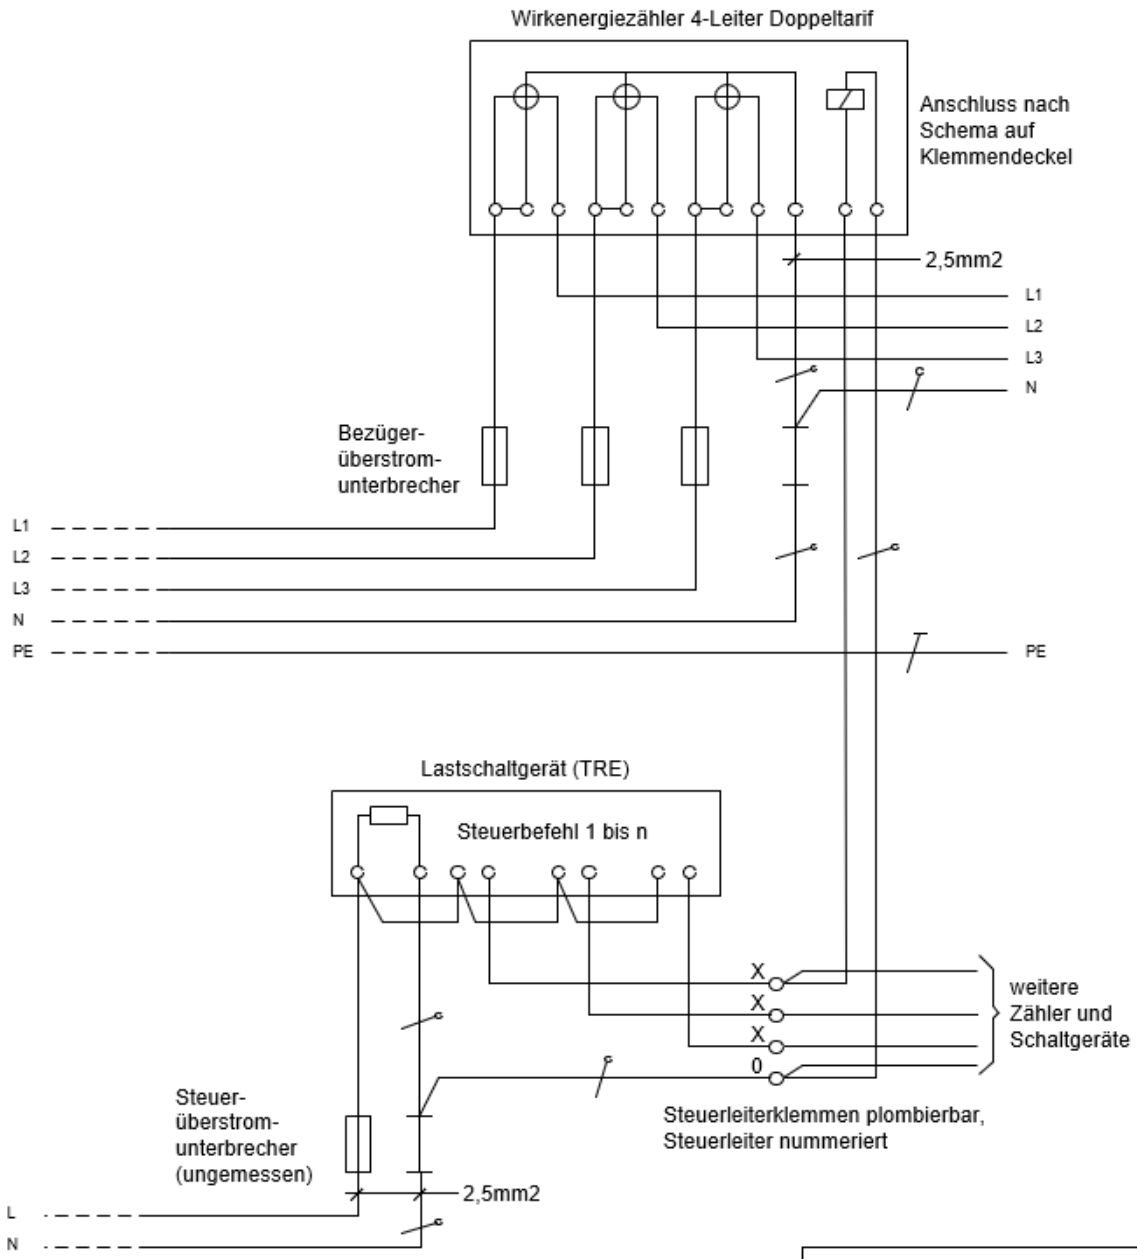 Wirkenergiezähler 4-Leiter Doppeltarif
Anschluss nach
Schema auf
Klemmendeckel
2,5mm2
L1
L2
L3
N
Bezüger-
überstrom-
unterbrecher
L1
L2
L3
N
PE
PE
Lastschaltgerät (TRE)
Steuerbefehl 1 bis n
X
X
X
0
weitere
Zähler und
Schaltgeräte
Steuerleiterklemmen plombierbar,
Steuerleiter nummeriert
Steuer-
überstrom-
unterbrecher
(ungemessen)
2,5mm2
L
N